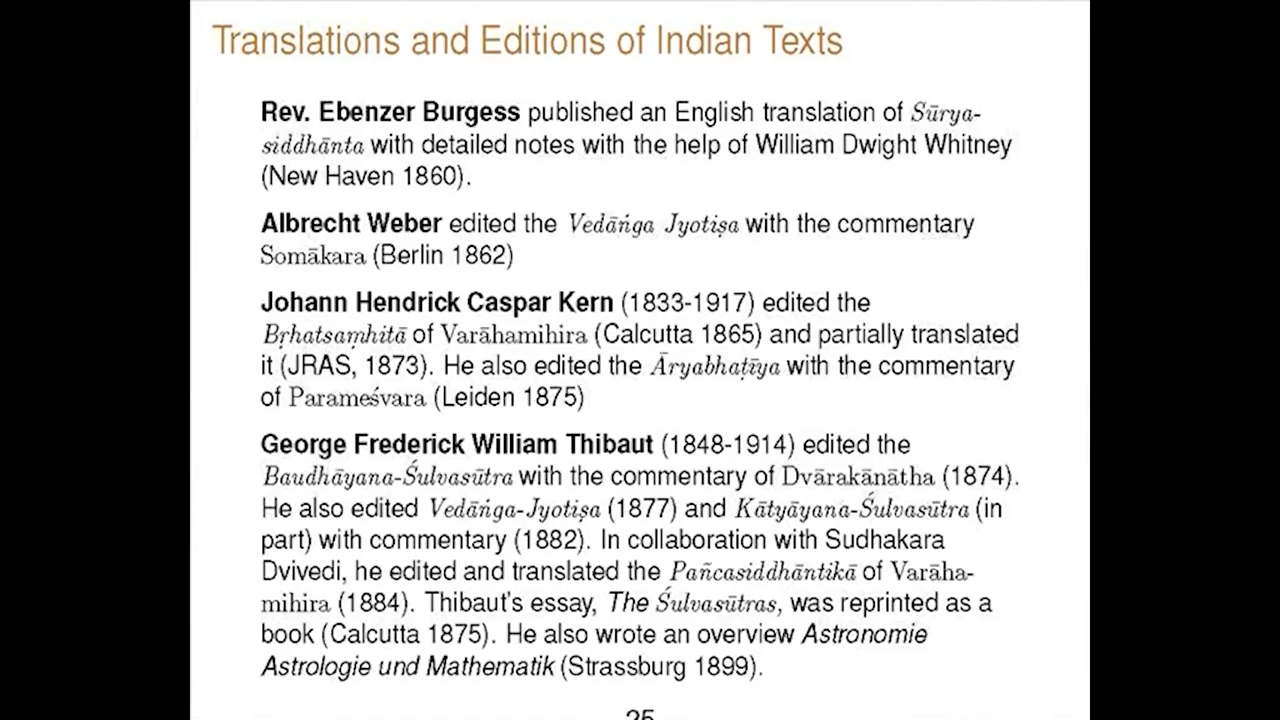 Translations and Editions of Indian Texts
Rev. Ebenzer Burgess published an English translation of Sūrya-
siddhānta with detailed notes with the help of William Dwight Whitney
(New Haven 1860).
Albrecht Weber edited the Vedāṅga Jyotiṣa with the commentary
Somākara (Berlin 1862)
Johann Hendrick Caspar Kern (1833-1917) edited the
Bṛhatsaṃhitā of Varāhamihira (Calcutta 1865) and partially translated
it (JRAS, 1873). He also edited the Āryabhaṭīya with the commentary
of Parameśvara (Leiden 1875)
George Frederick William Thibaut (1848-1914) edited the
Baudhāyana-Śulvasūtra with the commentary of Dvārakānātha (1874).
He also edited Vedāṅga-Jyotiṣa (1877) and Kātyāyana-Śulvasūtra (in
part) with commentary (1882). In collaboration with Sudhakara
Dvivedi, he edited and translated the Pañcasiddhāntikā of Varāha-
mihira (1884). Thibaut's essay, The Śulvasūtras, was reprinted as a
book (Calcutta 1875). He also wrote an overview Astronomie
Astrologie und Mathematik (Strassburg 1899).
25